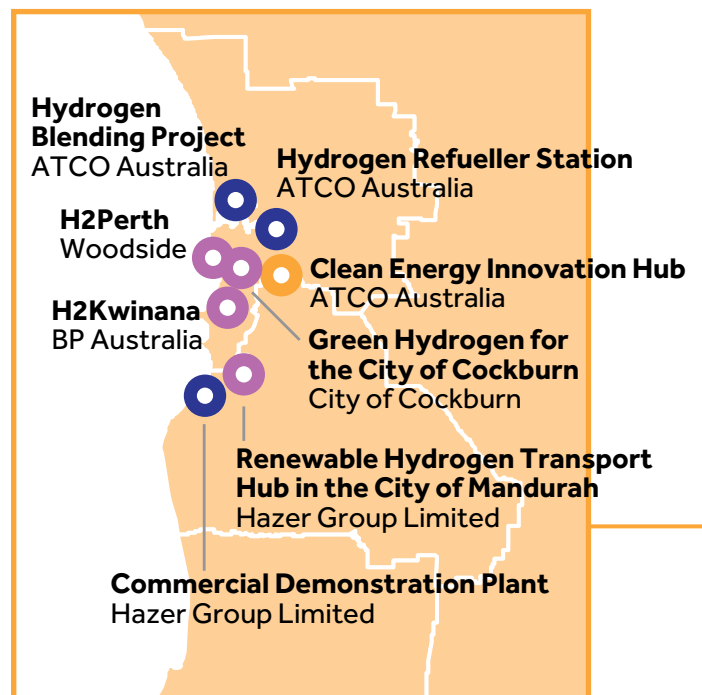 Hydrogen
Blending Project
ATCO Australia
Hydrogen Refueller Station
ATCO Australia
H2Perth
Woodside
Clean Energy Innovation Hub
ATCO Australia
H2Kwinana
BP Australia
Green Hydrogen for
the City of Cockburn
City of Cockburn
Renewable Hydrogen Transport
Hub in the City of Mandurah
Hazer Group Limited
Commercial Demonstration Plant
Hazer Group Limited